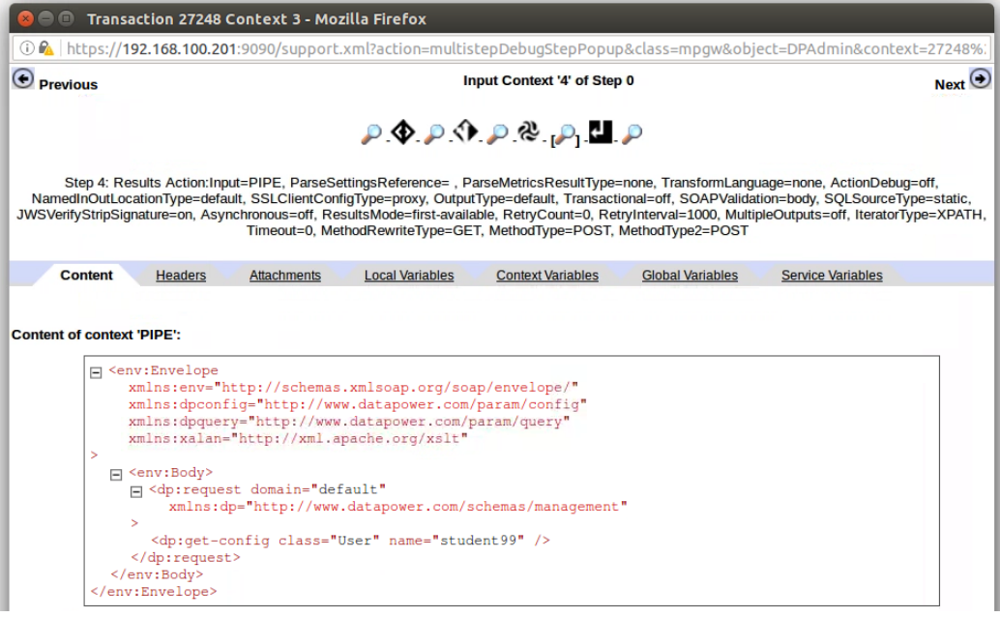 Transaction 27248 Context 3 - Mozilla Firefox
https://192.168.100.201:9090/support.xml?action=multistepDebugStepPopup&class=mpgw&object=DPAdmin&context=27248%
Previous
Input Context '4' of Step 0
Next
[ ]
Step 4: Results Action:Input=PIPE, ParseSettingsReference= , ParseMetricsResultType=none, TransformLanguage=none, ActionDebug=off,
NamedInOutLocationType=default, SSLClientConfigType=proxy, OutputType=default, Transactional=off, SOAPValidation=body, SQLSourceType=static,
JWSVerifyStripSignature=on, Asynchronous=off, ResultsMode=first-available, RetryCount=0, RetryInterval=1000, MultipleOutputs=off, IteratorType=XPATH,
Timeout=0, MethodRewriteType=GET, MethodType=POST, MethodType2=POST
Content Headers Attachments Local Variables Context Variables Global Variables Service Variables
Content of context 'PIPE':
<env:Envelope
xmlns:env="http://schemas.xmlsoap.org/soap/envelope/"
xmlns:dpconfig="http://www.datapower.com/param/config"
xmlns:dpquery="http://www.datapower.com/param/query"
xmlns:xalan="http://xml.apache.org/xslt"
>
<env:Body>
<dp:request domain="default"
xmlns:dp="http://www.datapower.com/schemas/management"
>
<dp:get-config class="User" name="student99" />
</dp:request>
</env:Body>
</env:Envelope>